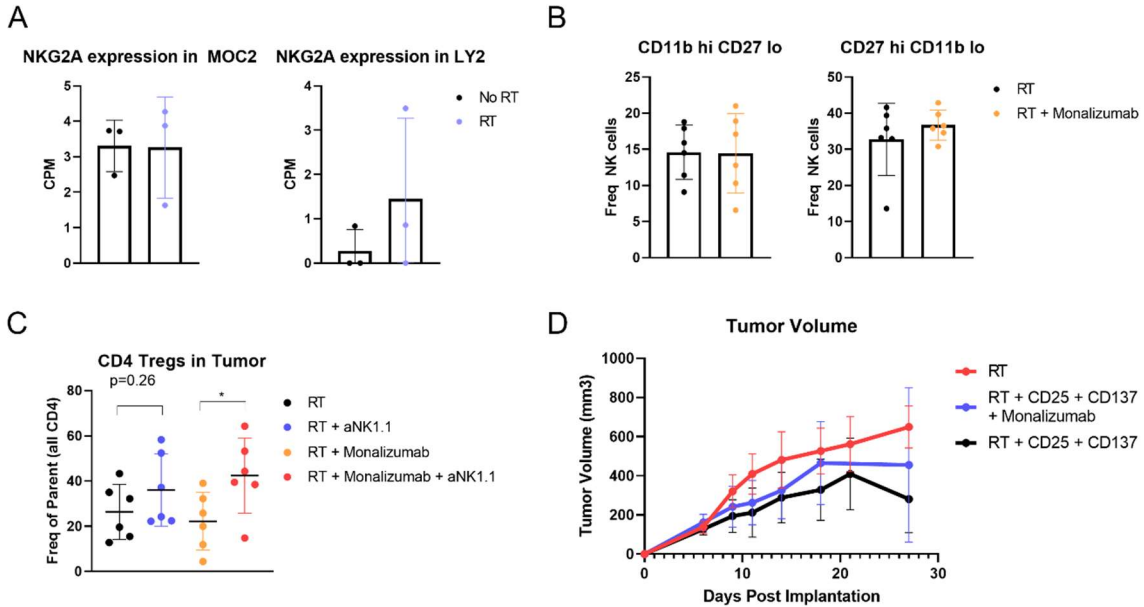 A
NKG2A expression in MOC2
CPM
5
4
3
2
1
0
NKG2A expression in LY2
CPM
4
3
2
1
0
No RT
RT
B
CD11b hi CD27 lo
Freq NK cells
25
20
15
10
5
0
CD27 hi CD11b lo
Freq NK cells
50
40
30
20
10
0
RT
RT + Monalizumab
C
CD4 Tregs in Tumor
p=0.26
*
Freq of Parent (all CD4)
80
60
40
20
0
RT
RT + aNK1.1
RT + Monalizumab
RT + Monalizumab + aNK1.1
D
Tumor Volume
Tumor Volume (mm3)
1000
800
600
400
200
0
0 10 20 30
Days Post Implantation
RT
RT + CD25 + CD137
+ Monalizumab
RT + CD25 + CD137